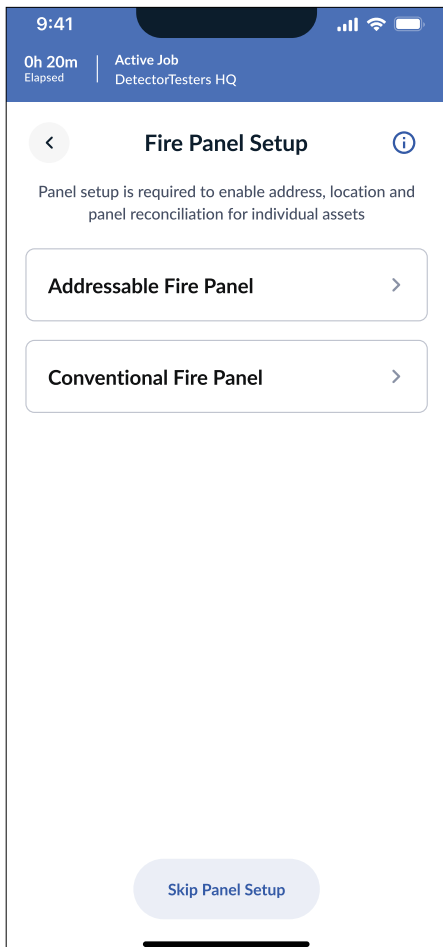 9:41
0h 20m
Elapsed
Active Job
DetectorTesters HQ
Fire Panel Setup
Panel setup is required to enable address, location and
panel reconciliation for individual assets
Addressable Fire Panel
Conventional Fire Panel
Skip Panel Setup